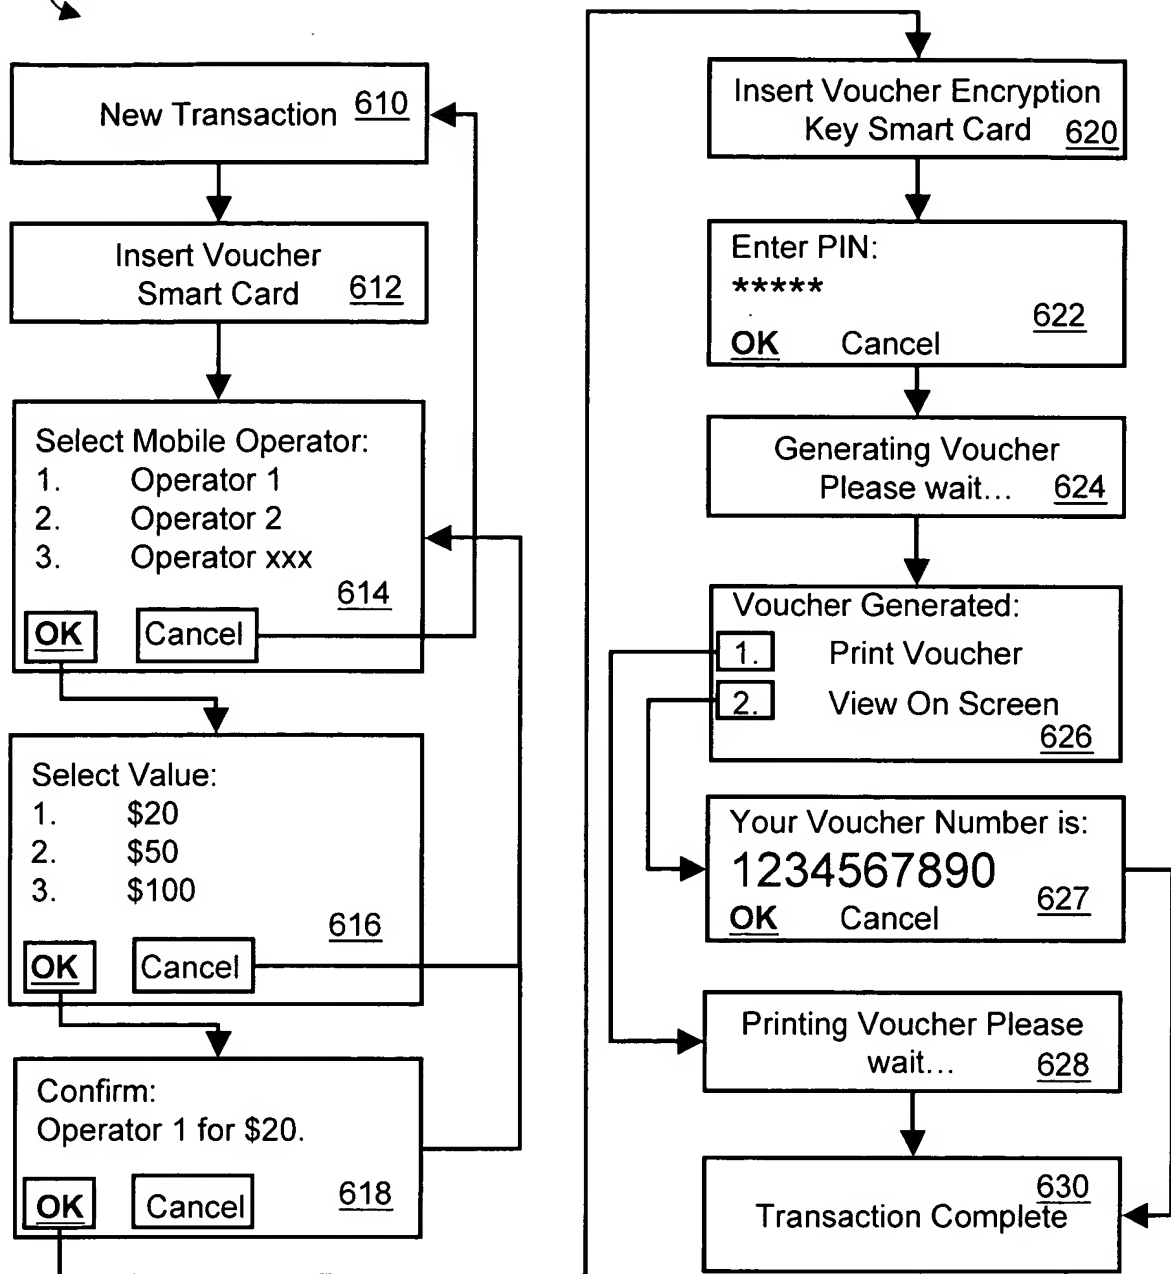 New Transaction 610
Insert Voucher
Smart Card 612
Select Mobile Operator:
1. Operator 1
2. Operator 2
3. Operator xxx
614
OK Cancel
Select Value:
1. $20
2. $50
3. $100
616
OK Cancel
Confirm:
Operator 1 for $20.
618
OK Cancel
Insert Voucher Encryption
Key Smart Card 620
Enter PIN:
*****
622
OK Cancel
Generating Voucher
Please wait... 624
Voucher Generated:
1. Print Voucher
2. View On Screen
626
Your Voucher Number is:
1234567890
627
OK Cancel
Printing Voucher Please
wait... 628
630
Transaction Complete